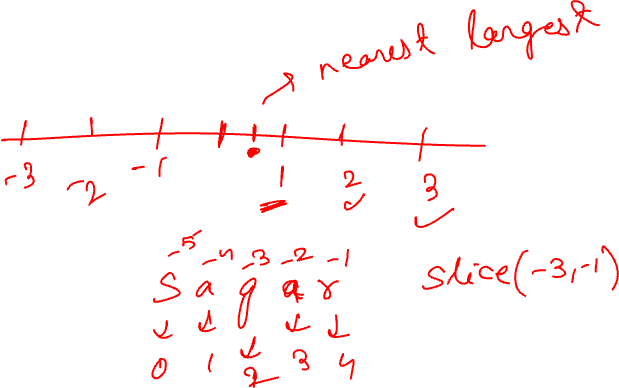 nearest largest
-3 -2 -1 1 2 3
-5 -4 -3 -2 -1
S a g a r
slice(-3,-1)
0 1 2 3 4